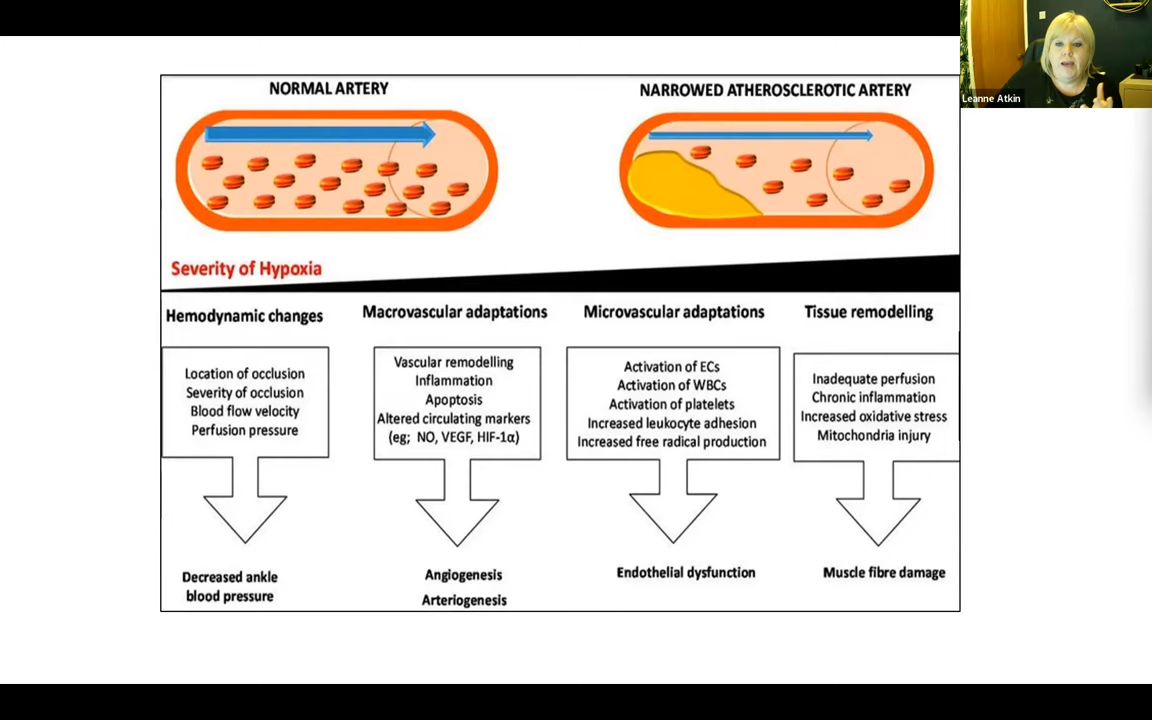 NORMAL ARTERY
NARROWED ATHEROSCLEROTIC ARTERY
Leanne Atkin
Severity of Hypoxia
Hemodynamic changes
Location of occlusion
Severity of occlusion
Blood flow velocity
Perfusion pressure
Decreased ankle
blood pressure
Macrovascular adaptations
Vascular remodelling
Inflammation
Apoptosis
Altered circulating markers
(eg; NO, VEGF, HIF-1α)
Angiogenesis
Arteriogenesis
Microvascular adaptations
Activation of ECs
Activation of WBCs
Activation of platelets
Increased leukocyte adhesion
Increased free radical production
Endothelial dysfunction
Tissue remodelling
Inadequate perfusion
Chronic inflammation
Increased oxidative stress
Mitochondria injury
Muscle fibre damage